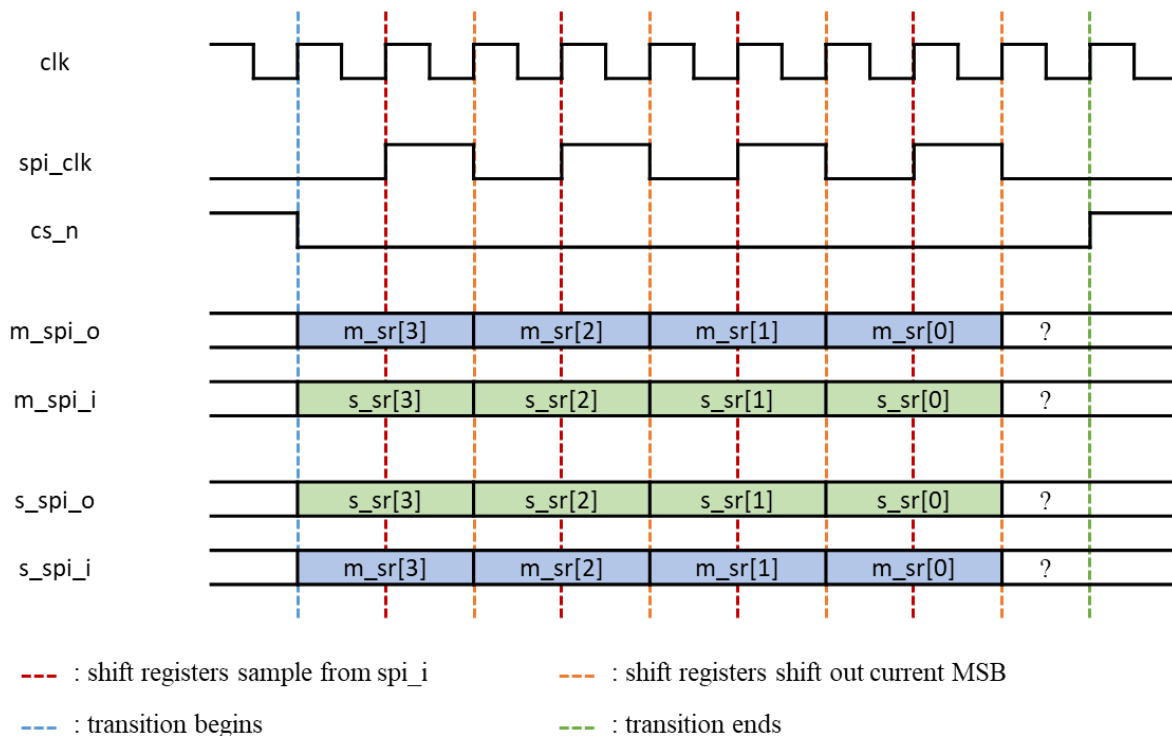 clk
spi_clk
cs_n
m_spi_o m_sr[3] m_sr[2] m_sr[1] m_sr[0] ?
m_spi_i s_sr[3] s_sr[2] s_sr[1] s_sr[0] ?
s_spi_o s_sr[3] s_sr[2] s_sr[1] s_sr[0] ?
s_spi_i m_sr[3] m_sr[2] m_sr[1] m_sr[0] ?
: shift registers sample from spi_i : shift registers shift out current MSB
: transition begins : transition ends